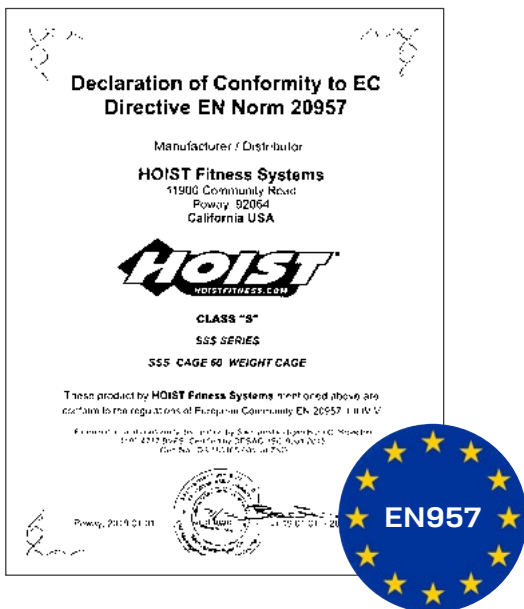 Declaration of Conformity to EC
Directive EN Norm 20957
Manufacturer / Distributor
HOIST Fitness Systems
11900 Community Road
Poway 92064
California USA
HOIST
HOISTFITNESS.COM
CLASS "S"
SSS SERIES
SSS CAGE 60 WEIGHT CAGE
These product by HOIST Fitness Systems mentioned above are
conform to the regulations of European Community EN 20957
Poway, 2019
EN957